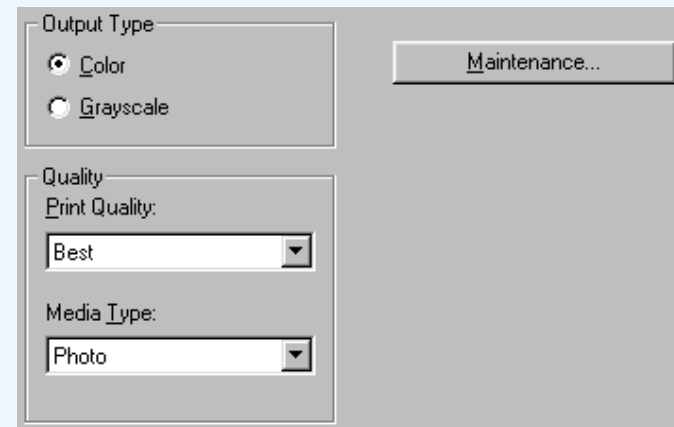 Output Type
Color
Grayscale
Maintenance...
Quality
Print Quality:
Best
Media Type:
Photo